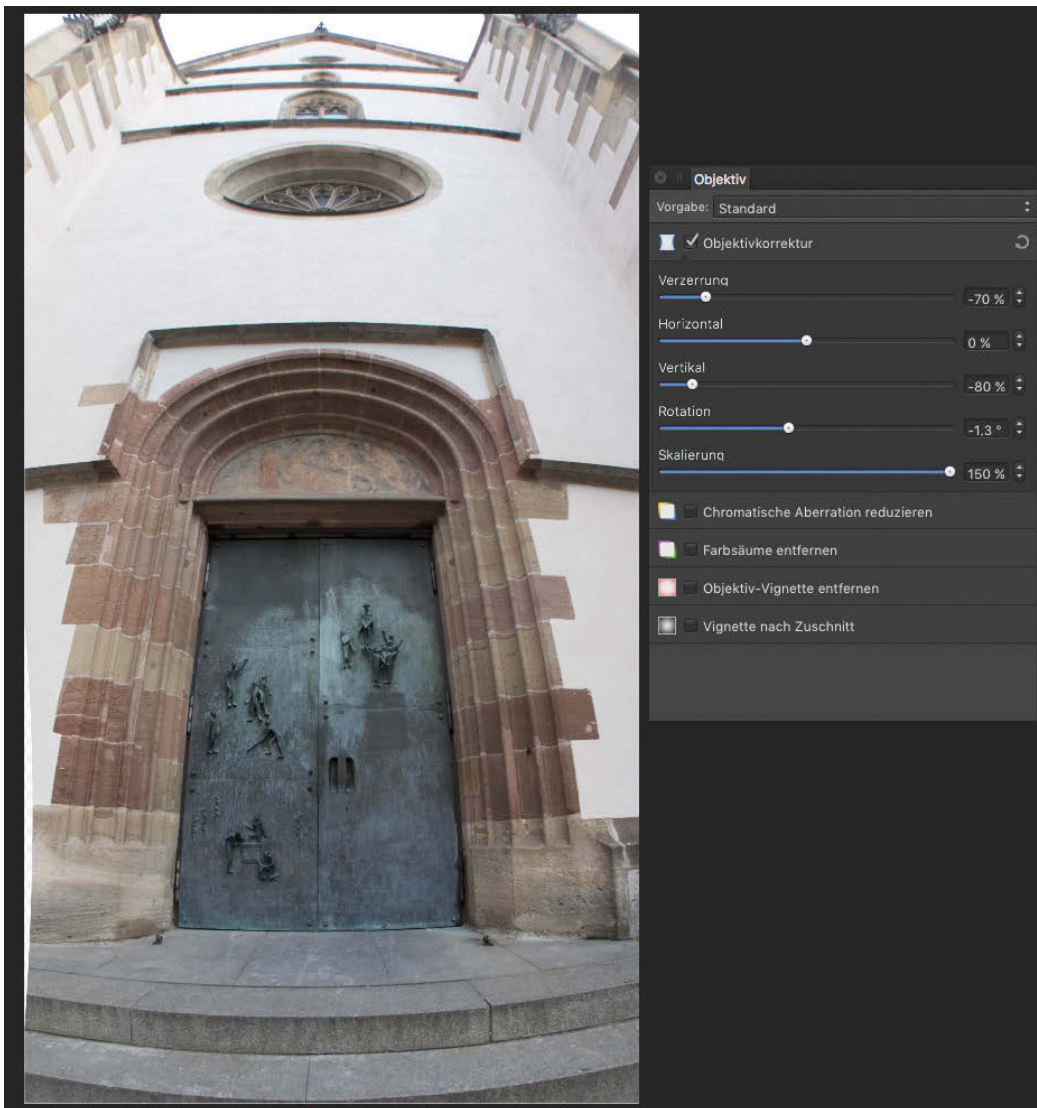 Objektiv
Vorgabe: Standard
Objektivkorrektur
Verzerrung
-70 %
Horizontal
0 %
Vertikal
-80 %
Rotation
-1,3 °
Skalierung
150 %
Chromatische Aberration reduzieren
Farbsäume entfernen
Objektiv-Vignette entfernen
Vignette nach Zuschnitt